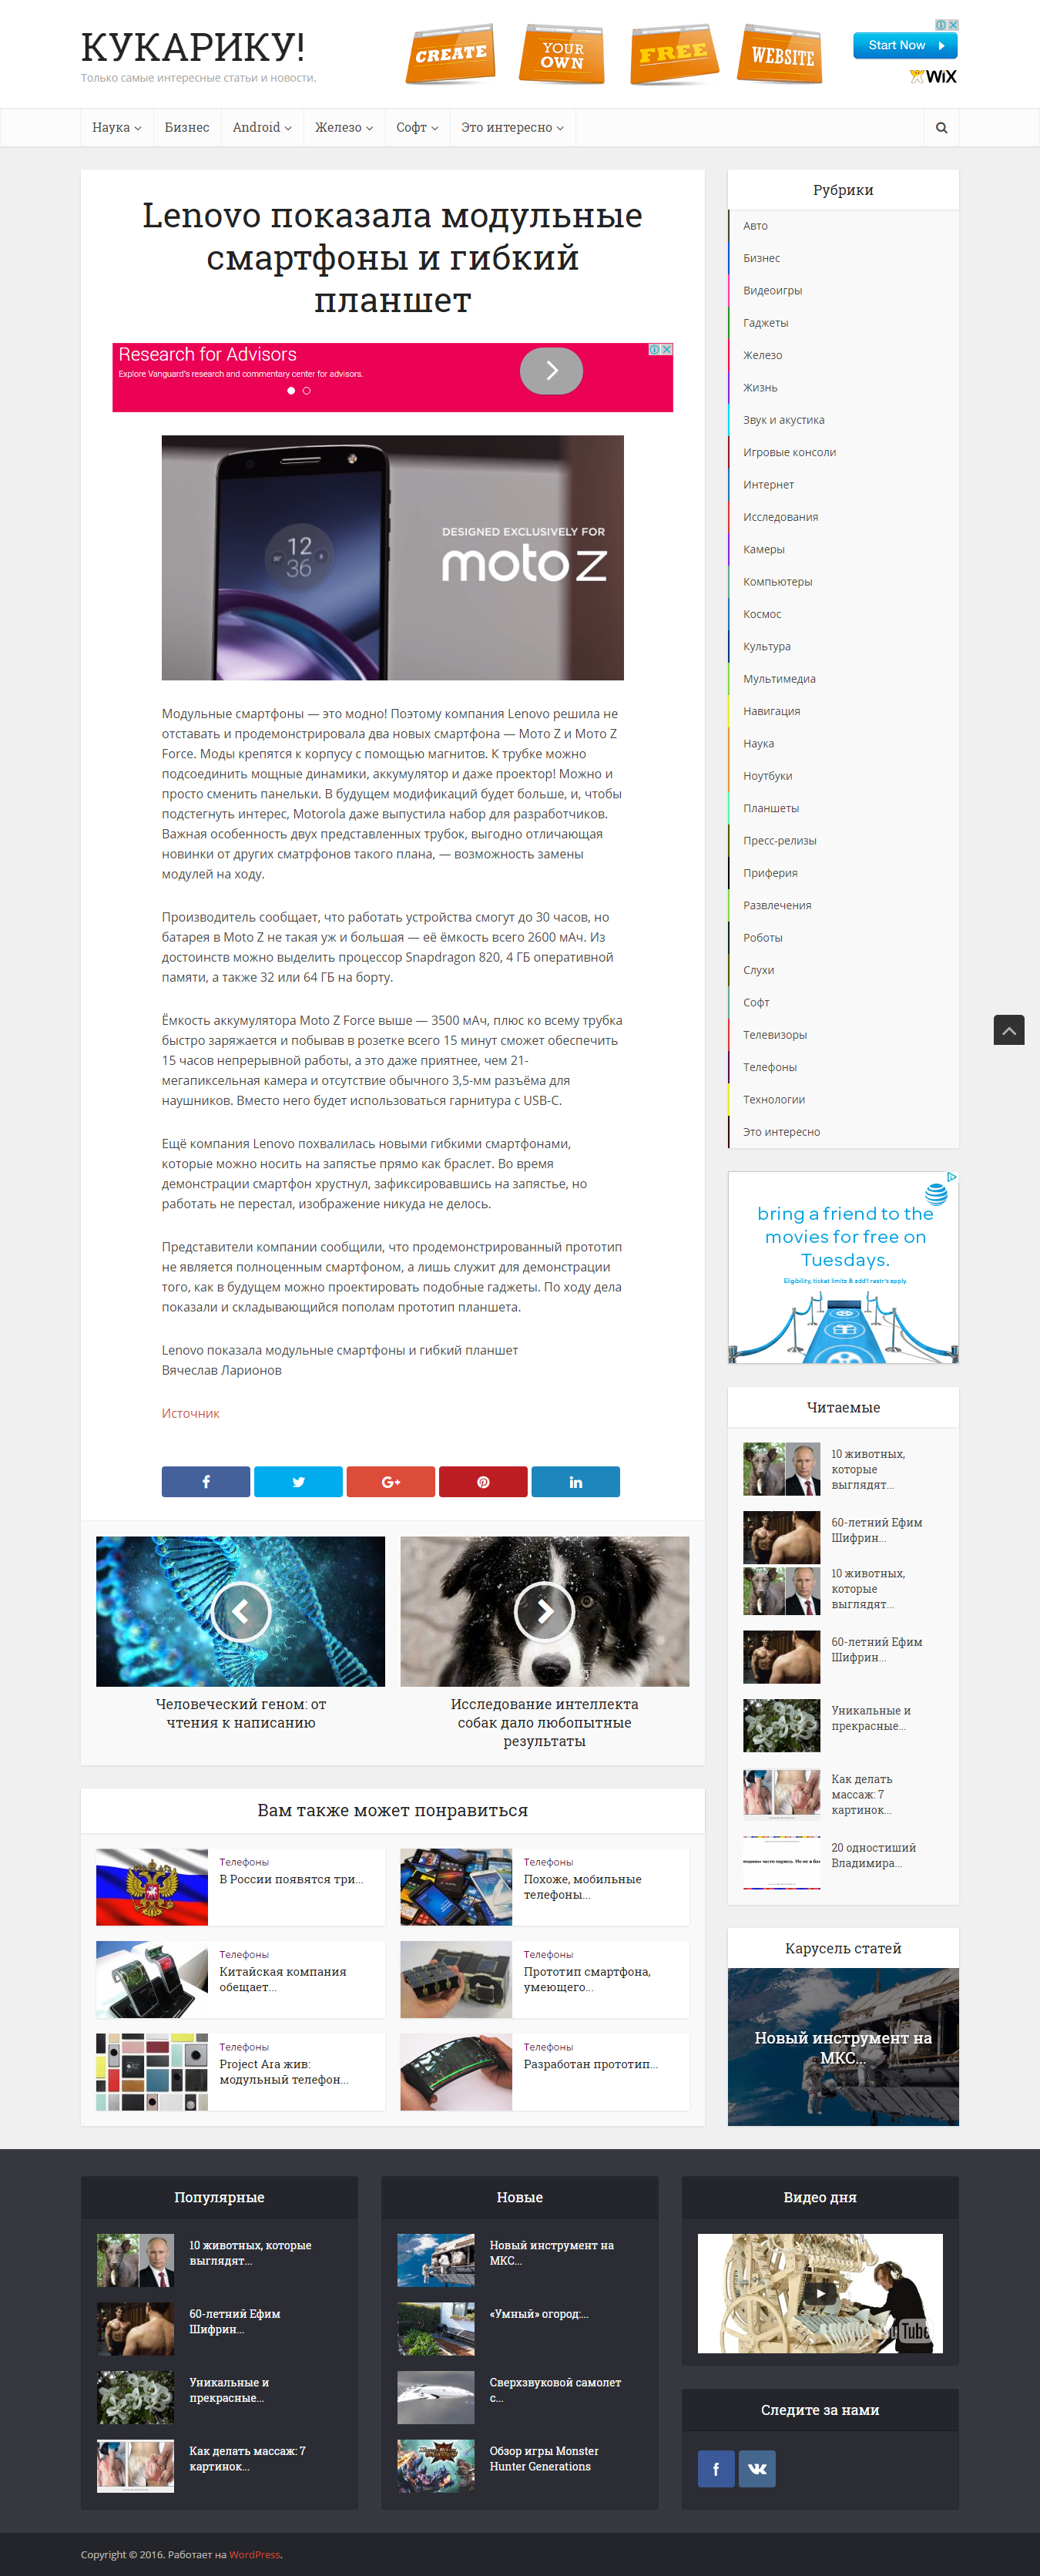 КУКАРИКУ!
Только самые интересные статьи и новости.
CREATE
YOUR
OWN
FREE
WEBSITE
Start Now
WiX
Наука
Бизнес
Android
Железо
Софт
Это интересно
Lenovo показала модульные
смартфоны и гибкий
планшет
Research for Advisors
Explore Vanguard's research and commentary center for advisors.
12
36
DESIGNED EXCLUSIVELY FOR
moto z
Модульные смартфоны — это модно! Поэтому компания Lenovo решила не
отставать и продемонстрировала два новых смартфона — Мото Z и Мото Z
Force. Моды крепятся к корпусу с помощью магнитов. К трубке можно
подсоединить мощные динамики, аккумулятор и даже проектор! Можно и
просто сменить панельки. В будущем модификаций будет больше, и, чтобы
подстегнуть интерес, Motorola даже выпустила набор для разработчиков.
Важная особенность двух представленных трубок, выгодно отличающая
новинки от других сматрфонов такого плана, — возможность замены
модулей на ходу.
Производитель сообщает, что работать устройства смогут до 30 часов, но
батарея в Moto Z не такая уж и большая — её ёмкость всего 2600 мАч. Из
достоинств можно выделить процессор Snapdragon 820, 4 ГБ оперативной
памяти, а также 32 или 64 ГБ на борту.
Ёмкость аккумулятора Moto Z Force выше — 3500 мАч, плюс ко всему трубка
быстро заряжается и побывав в розетке всего 15 минут сможет обеспечить
15 часов непрерывной работы, а это даже приятнее, чем 21-
мегапиксельная камера и отсутствие обычного 3,5-мм разъёма для
наушников. Вместо него будет использоваться гарнитура с USB-C.
Ещё компания Lenovo похвалилась новыми гибкими смартфонами,
которые можно носить на запястье прямо как браслет. Во время
демонстрации смартфон хрустнул, зафиксировавшись на запястье, но
работать не перестал, изображение никуда не делось.
Представители компании сообщили, что продемонстрированный прототип
не является полноценным смартфоном, а лишь служит для демонстрации
того, как в будущем можно проектировать подобные гаджеты. По ходу дела
показали и складывающийся пополам прототип планшета.
Lenovo показала модульные смартфоны и гибкий планшет
Вячеслав Ларионов
Источник
Человеческий геном: от
чтения к написанию
Исследование интеллекта
собак дало любопытные
результаты
Вам также может понравиться
Телефоны
В России появятся три...
Телефоны
Похоже, мобильные
телефоны...
Телефоны
Китайская компания
обещает...
Телефоны
Прототип смартфона,
умеющего...
Телефоны
Project Ara жив:
модульный телефон...
Телефоны
Разработан прототип...
Рубрики
Авто
Бизнес
Видеоигры
Гаджеты
Железо
Жизнь
Звук и акустика
Игровые консоли
Интернет
Исследования
Камеры
Компьютеры
Космос
Культура
Мультимедиа
Навигация
Наука
Ноутбуки
Планшеты
Пресс-релизы
Приферия
Развлечения
Роботы
Слухи
Софт
Телевизоры
Телефоны
Технологии
Это интересно
bring a friend to the
movies for free on
Tuesdays.
Eligibility, ticket limits & add'l restr's apply.
Читаемые
10 животных,
которые
выглядят...
60-летний Ефим
Шифрин...
10 животных,
которые
выглядят...
60-летний Ефим
Шифрин...
Уникальные и
прекрасные...
Как делать
массаж: 7
картинок...
20 одностиший
Владимира...
Карусель статей
Новый инструмент на
МКС...
Популярные
10 животных, которые
выглядят...
60-летний Ефим
Шифрин...
Уникальные и
прекрасные...
Как делать массаж: 7
картинок...
Новые
Новый инструмент на
МКС...
«Умный» огород:...
Сверхзвуковой самолет
с...
Обзор игры Monster
Hunter Generations
Видео дня
Следите за нами
Copyright © 2016. Работает на WordPress.